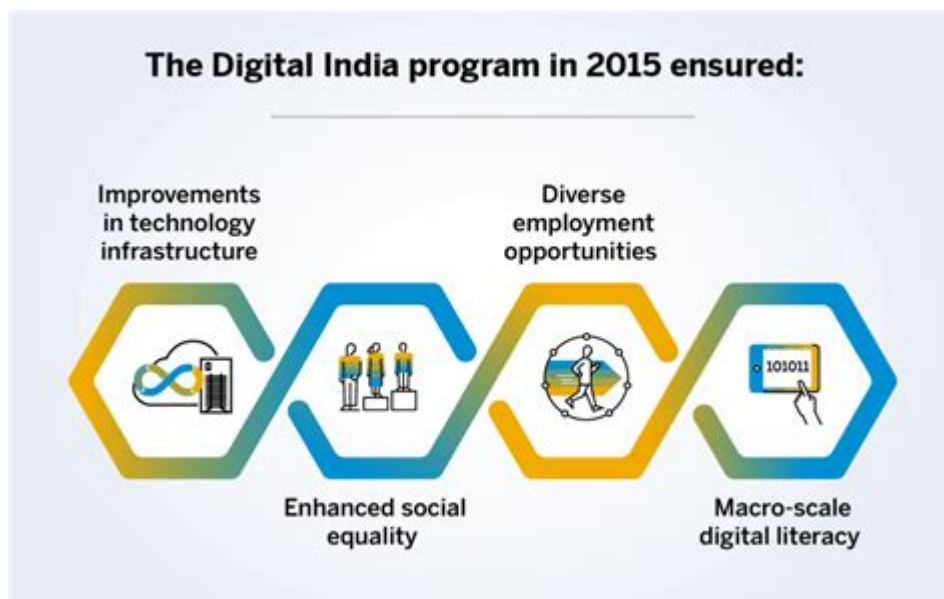 The Digital India program in 2015 ensured:
Improvements
in technology
infrastructure
Enhanced social
equality
Diverse
employment
opportunities
101011
Macro-scale
digital literacy